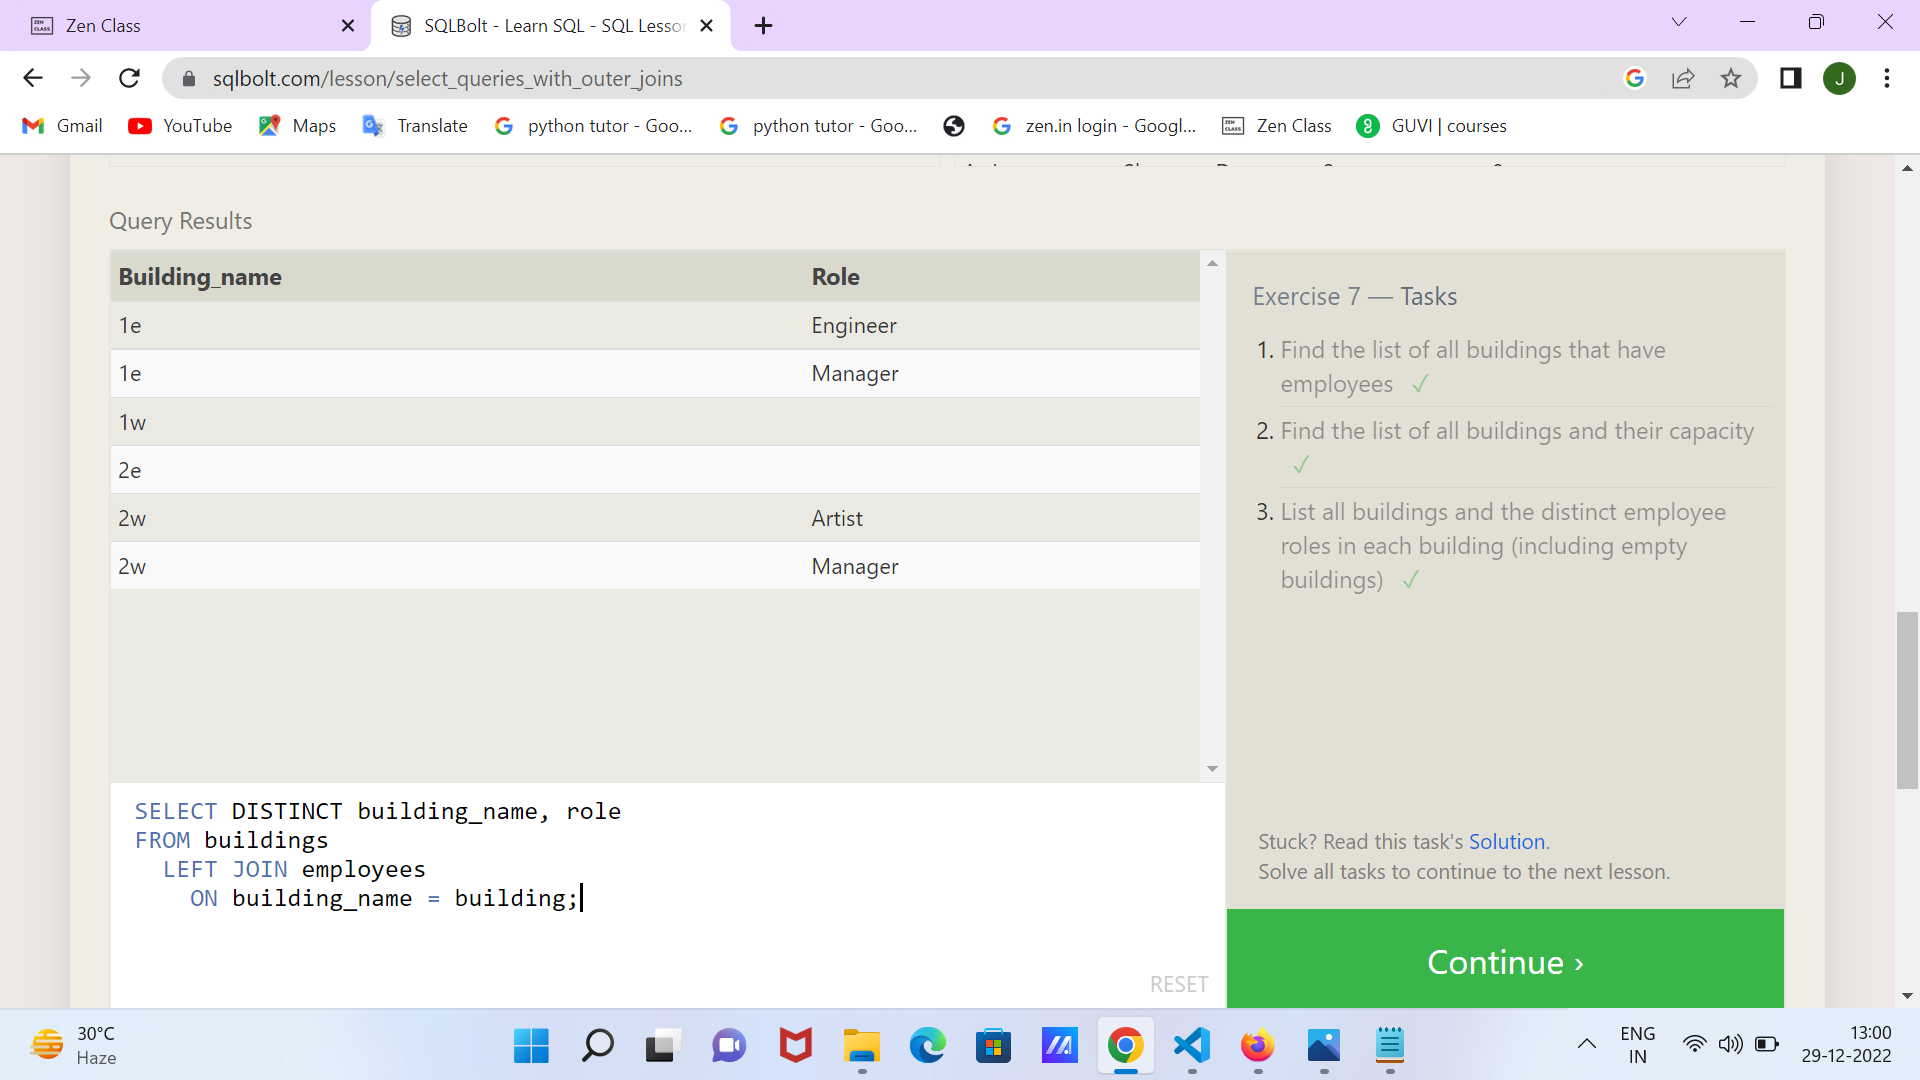 Zen Class
SQLBolt - Learn SQL - SQL Lesson
sqlbolt.com/lesson/select_queries_with_outer_joins
J
Gmail
YouTube
Maps
Translate
python tutor - Goo...
python tutor - Goo...
zen.in login - Googl...
Zen Class
GUVI | courses
Query Results
Building_name Role
1e Engineer
1e Manager
1w
2e
2w Artist
2w Manager
Exercise 7 — Tasks
1. Find the list of all buildings that have
employees ✓
2. Find the list of all buildings and their capacity
✓
3. List all buildings and the distinct employee
roles in each building (including empty
buildings) ✓
SELECT DISTINCT building_name, role
FROM buildings
LEFT JOIN employees
ON building_name = building;
RESET
Stuck? Read this task's Solution.
Solve all tasks to continue to the next lesson.
Continue ›
30°C
Haze
ENG
IN
13:00
29-12-2022